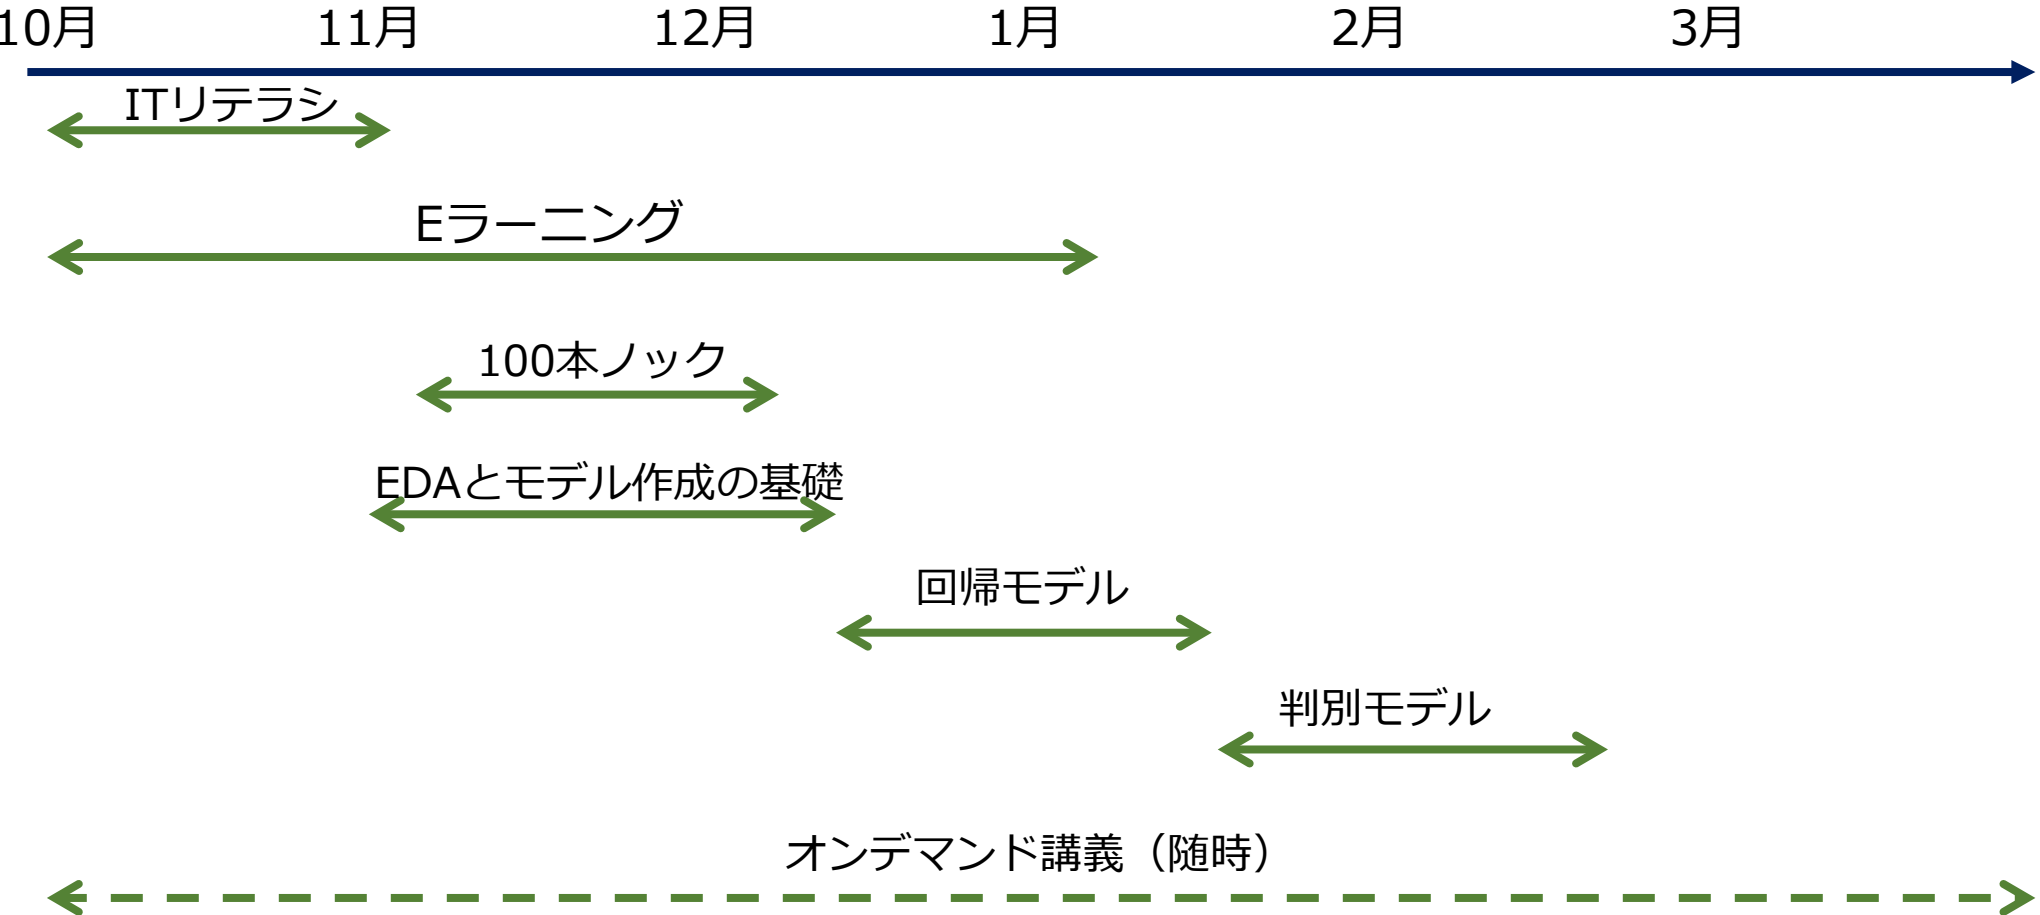 10月 11月 12月 1月 2月 3月
ITリテラシ
Eラーニング
100本ノック
EDAとモデル作成の基礎
回帰モデル
判別モデル
オンデマンド講義（随時）